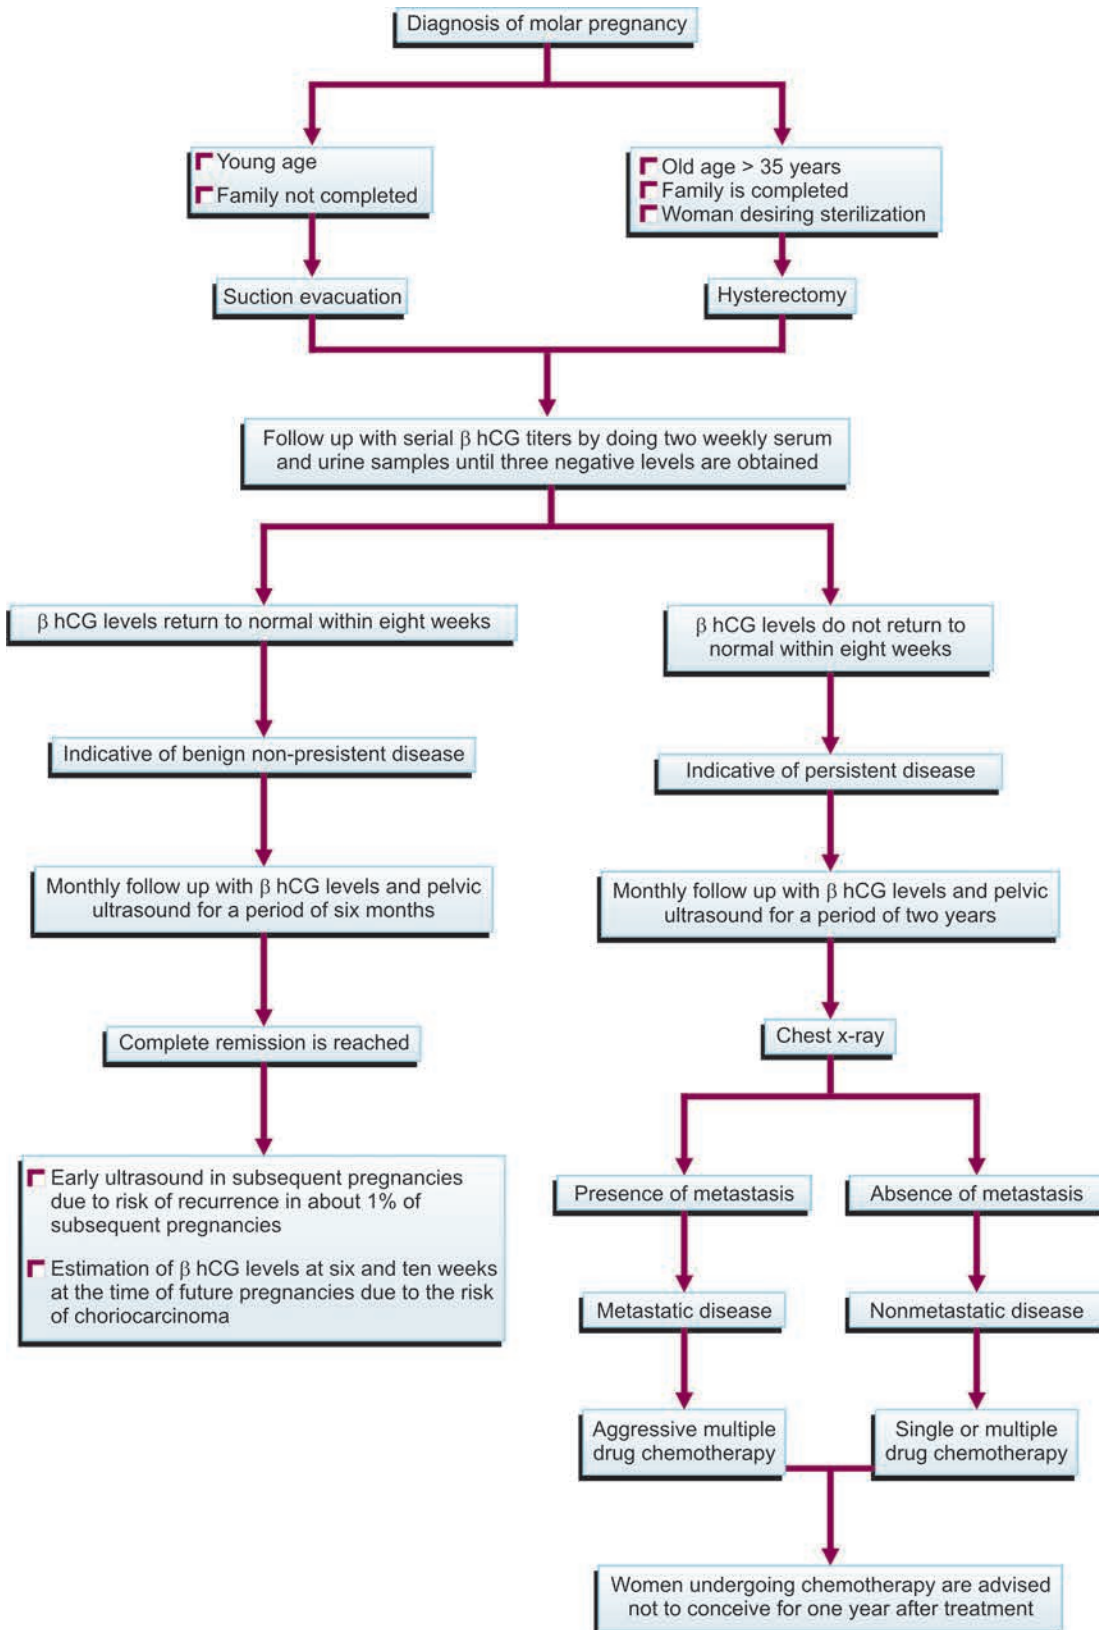 Diagnosis of molar pregnancy
Young age
Family not completed
Old age > 35 years
Family is completed
Woman desiring sterilization
Suction evacuation
Hysterectomy
Follow up with serial β hCG titers by doing two weekly serum
and urine samples until three negative levels are obtained
β hCG levels return to normal within eight weeks
β hCG levels do not return to
normal within eight weeks
Indicative of benign non-presistent disease
Indicative of persistent disease
Monthly follow up with β hCG levels and pelvic
ultrasound for a period of six months
Monthly follow up with β hCG levels and pelvic
ultrasound for a period of two years
Complete remission is reached
Chest x-ray
Early ultrasound in subsequent pregnancies
due to risk of recurrence in about 1% of
subsequent pregnancies
Estimation of β hCG levels at six and ten weeks
at the time of future pregnancies due to the risk
of choriocarcinoma
Presence of metastasis
Absence of metastasis
Metastatic disease
Nonmetastatic disease
Aggressive multiple
drug chemotherapy
Single or multiple
drug chemotherapy
Women undergoing chemotherapy are advised
not to conceive for one year after treatment